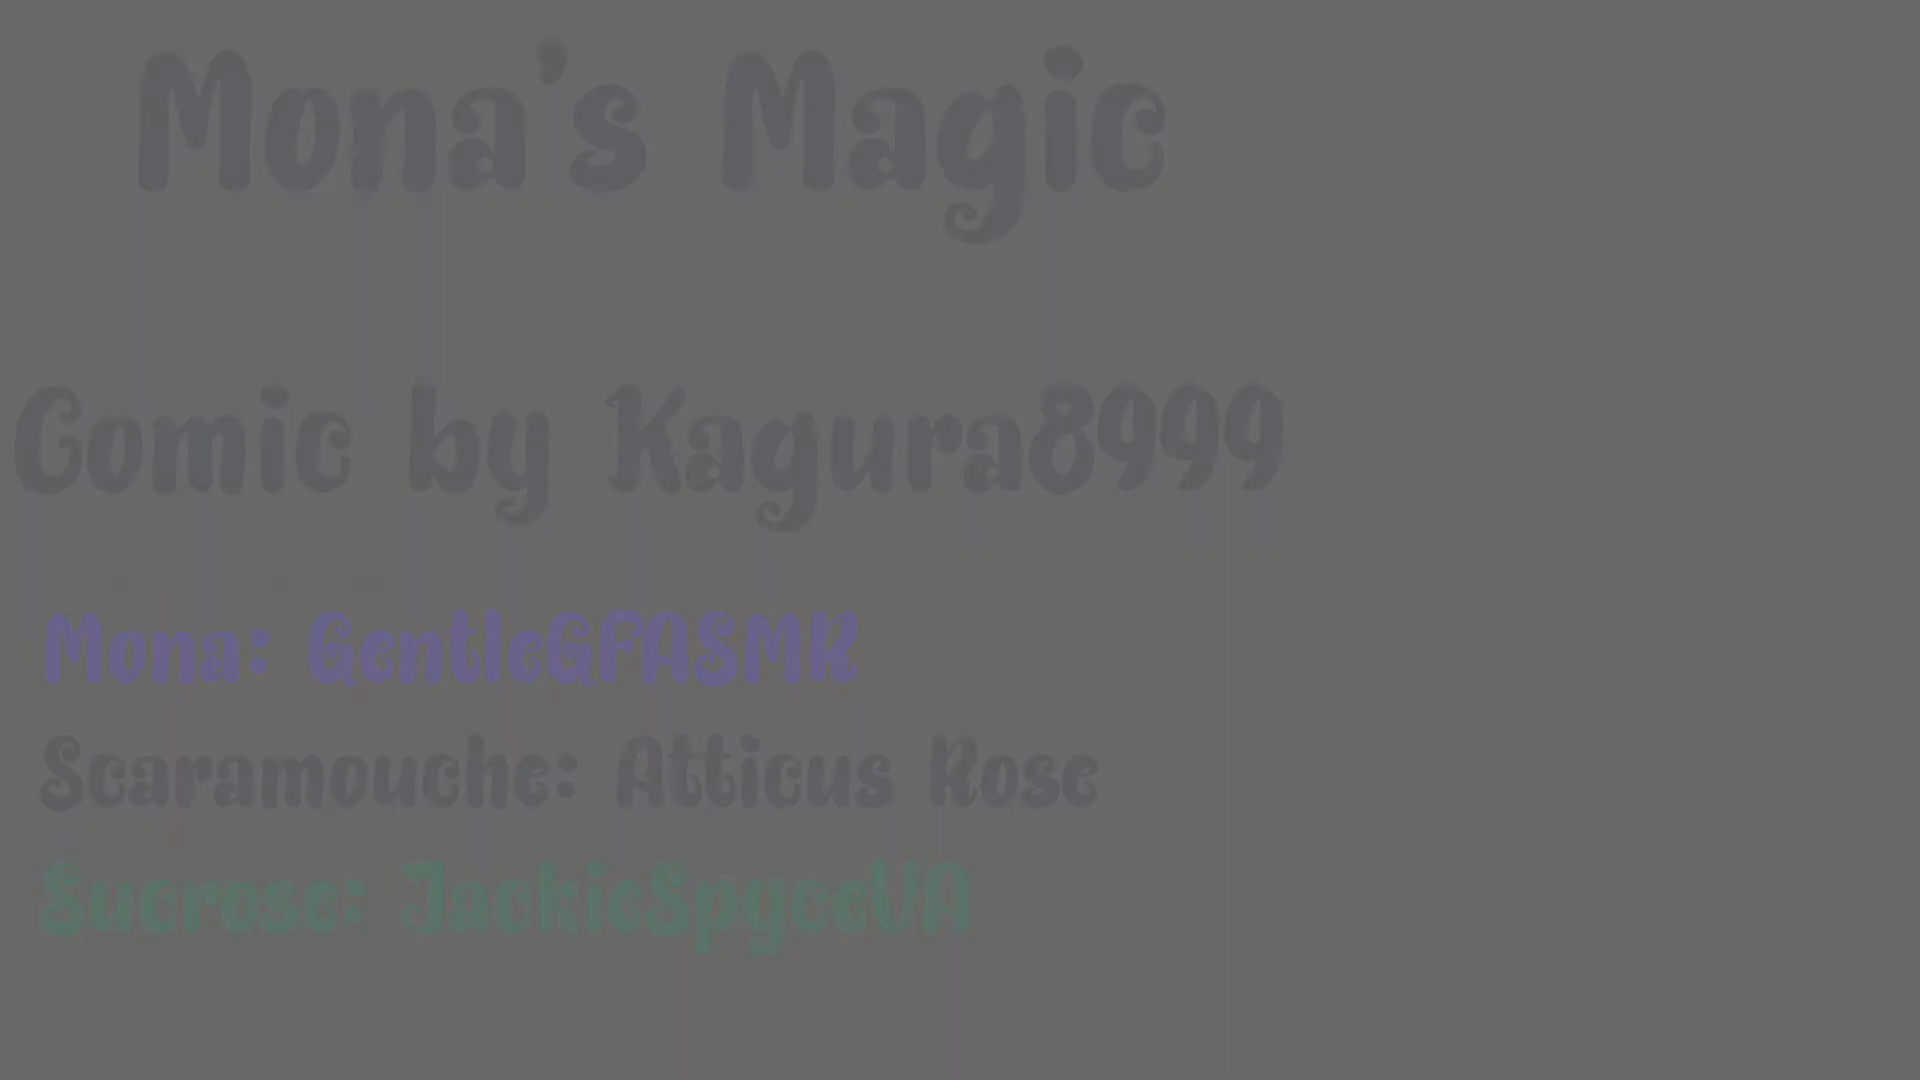 Mona's Magic
Comic by Kagura8999
Mona: GentleGFASMR
Scaramouche: Atticus Rose
Sucrose: JackieSpyceVA